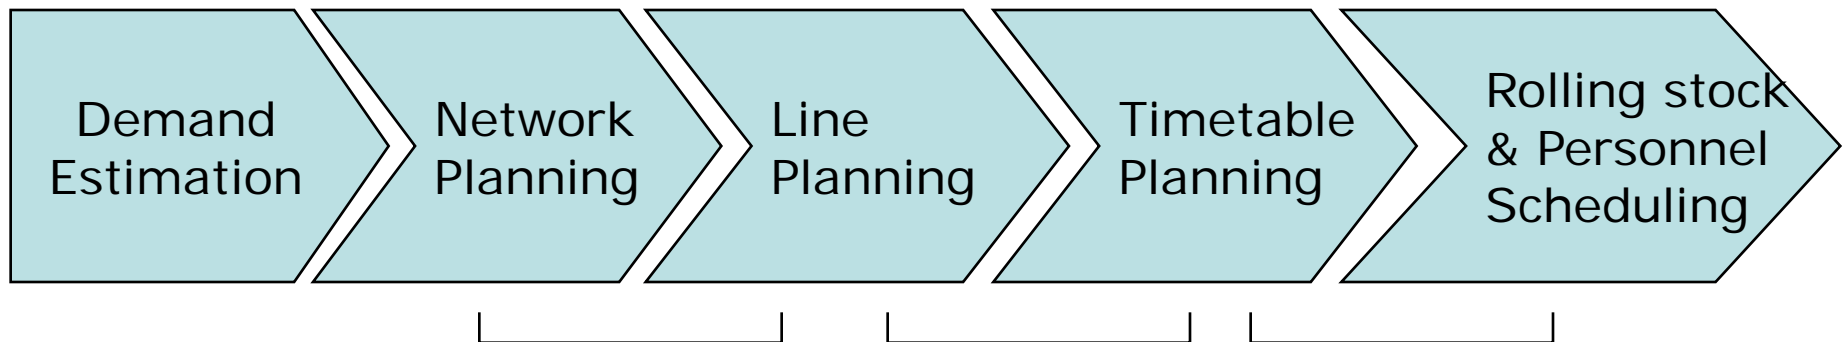 Demand
Estimation
Network
Planning
Line
Planning
Timetable
Planning
Rolling stock
& Personnel
Scheduling